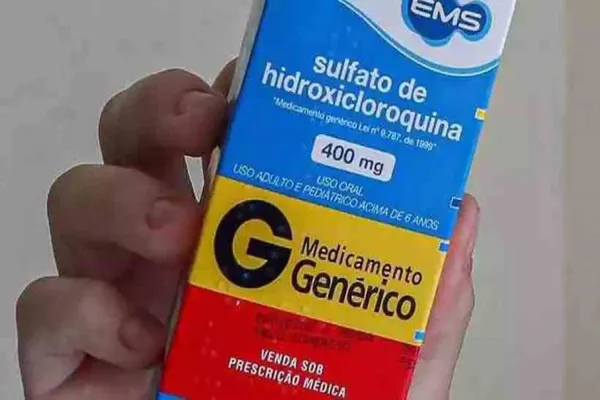 EMS
sulfato de
hidroxicloroquina
"Medicamento genérico Lei nº 9.787, de 1999"
400 mg
USO ORAL
USO ADULTO E PEDIÁTRICO ACIMA DE 6 ANOS
G
Medicamento
Genérico
VENDA SOB
PRESCRIÇÃO MÉDICA